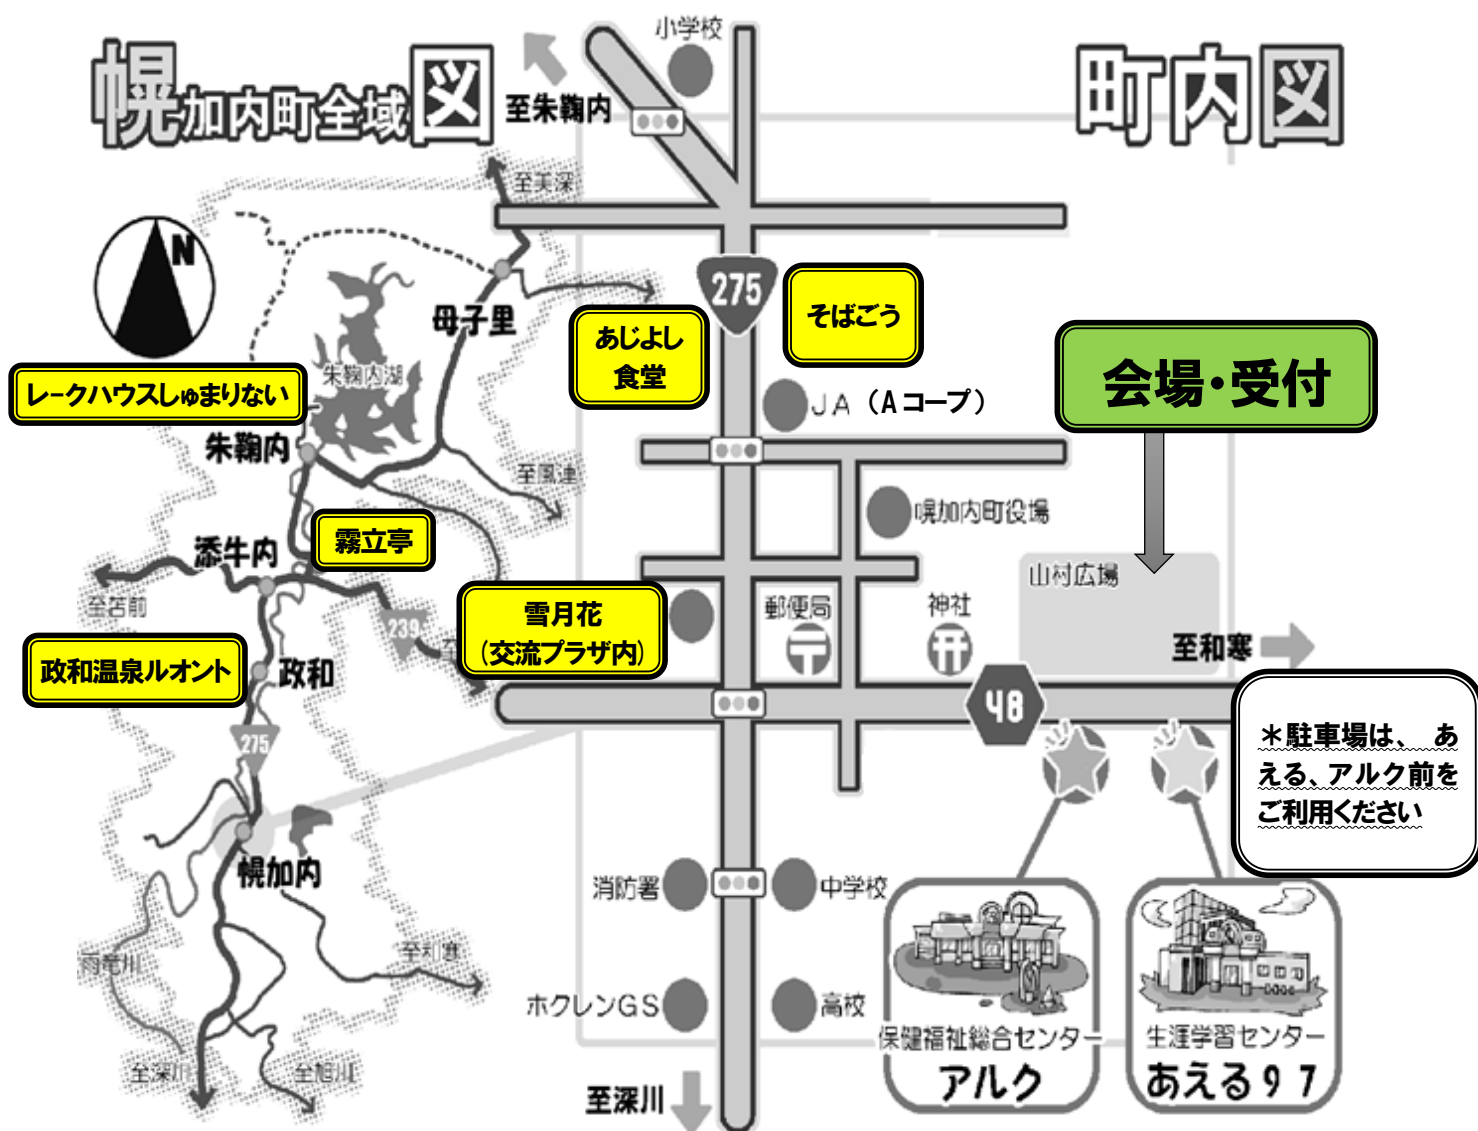 幌加内町全域図
町内図
小学校
至朱鞠内
至美深
N
275
そばごう
母子里
あじよし
食堂
会場・受付
朱鞠内湖
レークハウスしゅまりない
JA（Aコープ）
朱鞠内
至風連
幌加内町役場
霧立亭
添牛内
山村広場
至苫前
239
雪月花
(交流プラザ内)
郵便局
神社
至和寒
政和温泉ルオント
政和
48
275
＊駐車場は、 あ
える、アルク前を
ご利用ください
幌加内
消防署
中学校
雨竜川
至和寒
ホクレンGS
高校
保健福祉総合センター
アルク
生涯学習センター
あえる97
至深川
至旭川
至深川